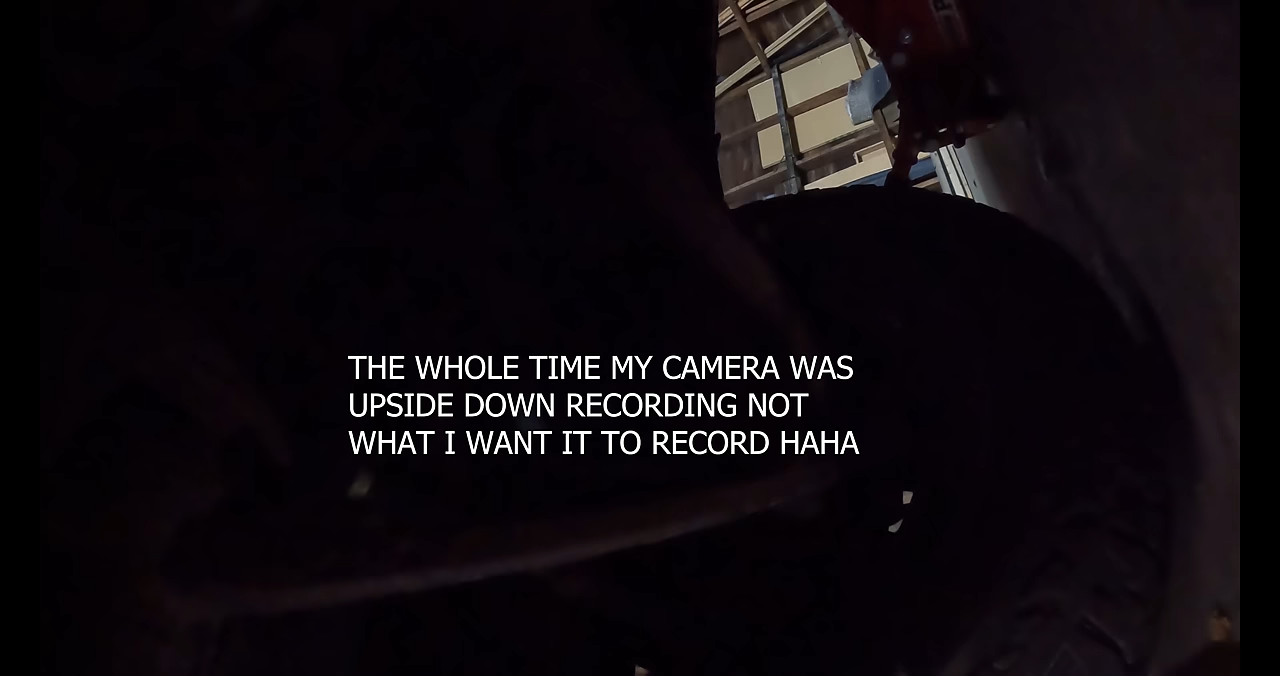 THE WHOLE TIME MY CAMERA WAS
UPSIDE DOWN RECORDING NOT
WHAT I WANT IT TO RECORD HAHA